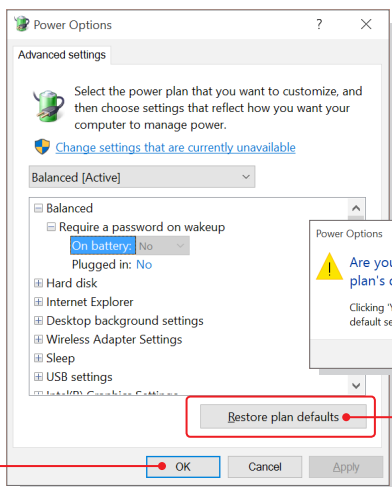 Power Options
Advanced settings
Select the power plan that you want to customize, and
then choose settings that reflect how you want your
computer to manage power.
Change settings that are currently unavailable
Balanced [Active]
Balanced
Require a password on wakeup
On battery: No
Plugged in: No
Hard disk
Internet Explorer
Desktop background settings
Wireless Adapter Settings
Sleep
USB settings
Power Options
Are you
plan's
Clicking
default
Restore plan defaults
OK Cancel Apply